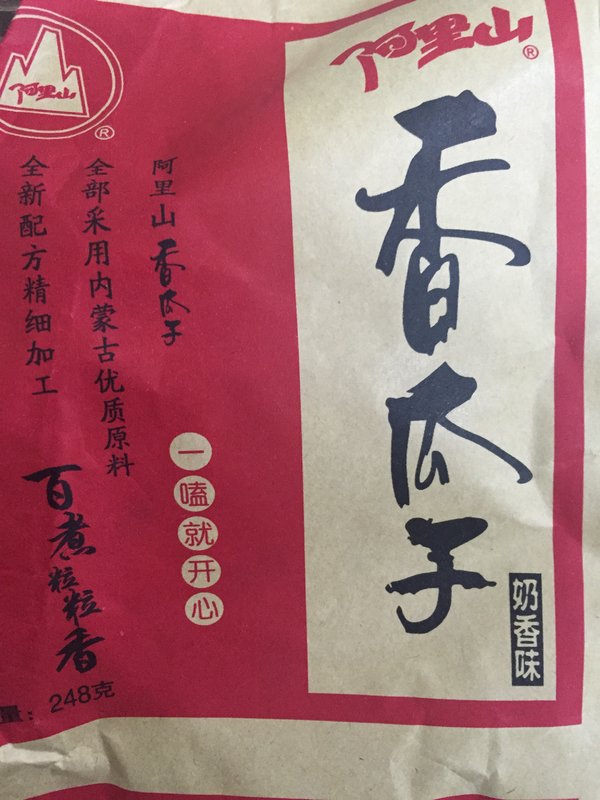 阿里山®
香瓜子
奶香味
阿里山
®
阿里山香瓜子
全部采用内蒙古优质原料
全新配方精细加工
一嗑就开心
百煮粒粒香
量：248克